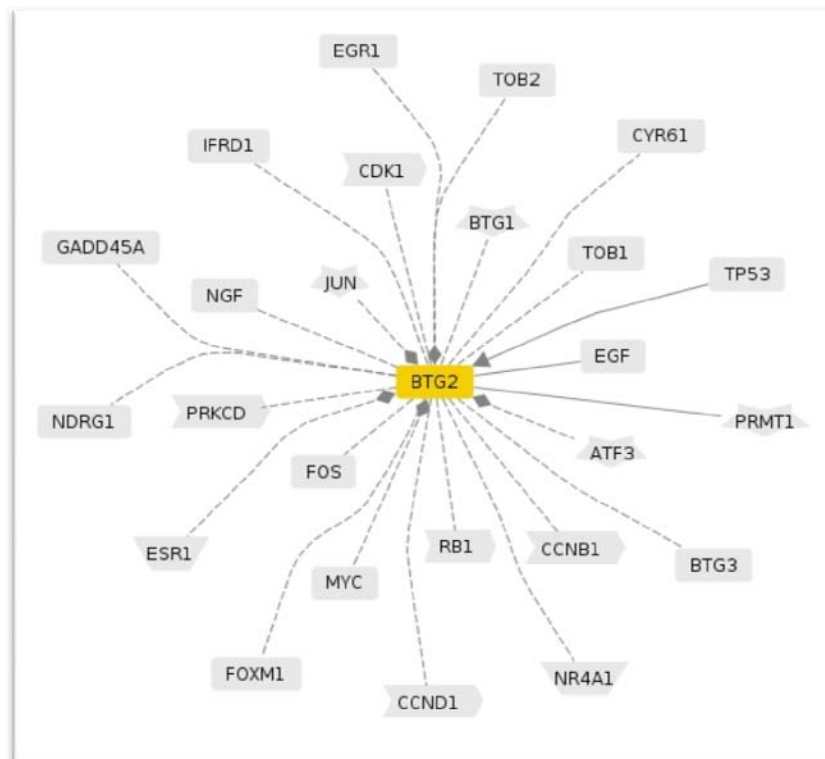 EGR1
TOB2
CYR61
IFRD1
CDK1
BTG1
GADD45A
TOB1
TP53
NGF
JUN
EGF
BTG2
NDRG1
PRKCD
PRMT1
ATF3
FOS
ESR1
RB1
CCNB1
BTG3
MYC
FOXM1
NR4A1
CCND1